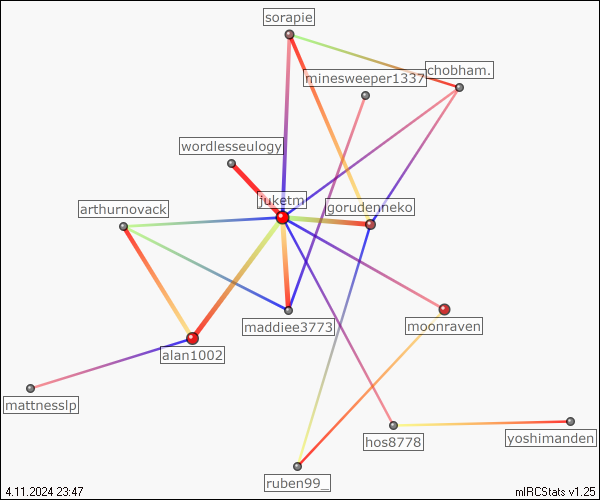 sorapie
chobham.
minesweeper1337
wordlesseulogy
juketm
arthurnovack
gorudenneko
maddiee3773
moonraven
alan1002
mattnesslp
hos8778
yoshimanden
ruben99_
4.11.2024 23:47
mIRCStats v1.25